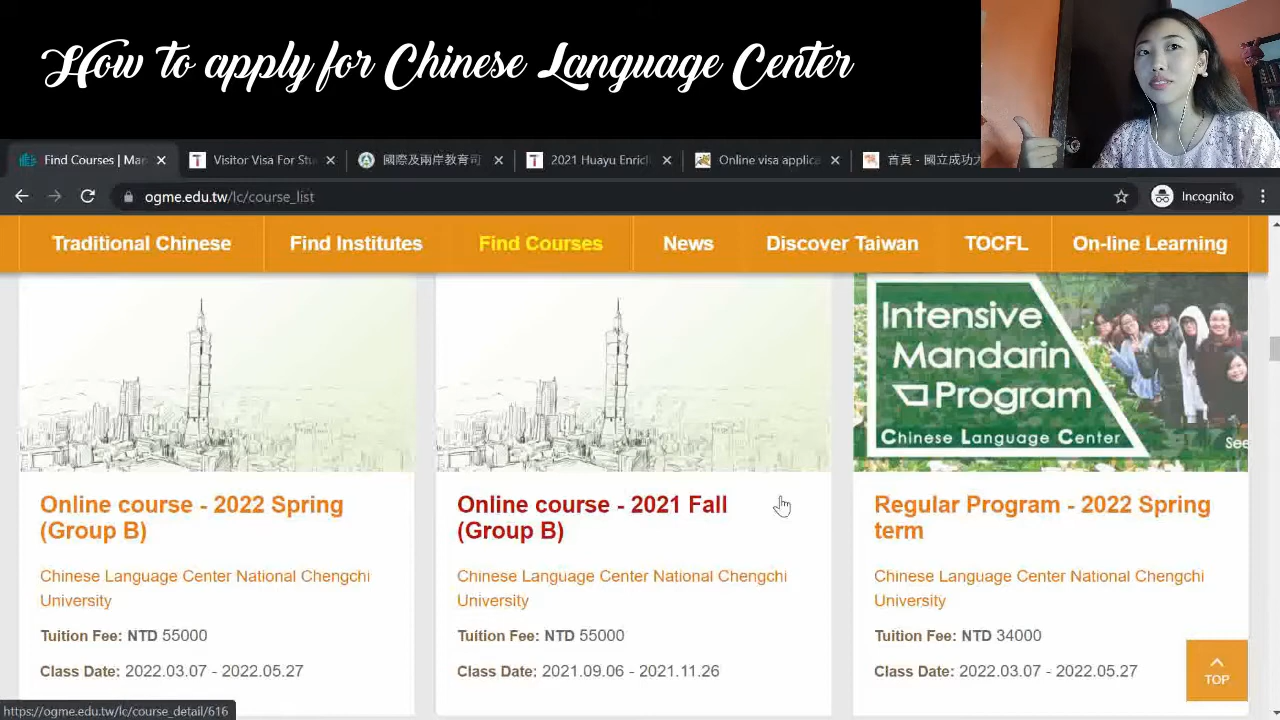 How to apply for Chinese Language Center
Find Courses | Mar
Visitor Visa For Stu
國際及兩岸教育司
2021 Huayu Enrich
Online visa applica
首頁 - 國立成功大
ogme.edu.tw/lc/course_list
Incognito
Traditional Chinese
Find Institutes
Find Courses
News
Discover Taiwan
TOCFL
On-line Learning
Intensive
Mandarin
Program
Chinese Language Center
See
Online course - 2022 Spring
(Group B)
Chinese Language Center National Chengchi
University
Tuition Fee: NTD 55000
Class Date: 2022.03.07 - 2022.05.27
Online course - 2021 Fall
(Group B)
Chinese Language Center National Chengchi
University
Tuition Fee: NTD 55000
Class Date: 2021.09.06 - 2021.11.26
Regular Program - 2022 Spring
term
Chinese Language Center National Chengchi
University
Tuition Fee: NTD 34000
Class Date: 2022.03.07 - 2022.05.27
TOP
https://ogme.edu.tw/lc/course_detail/616